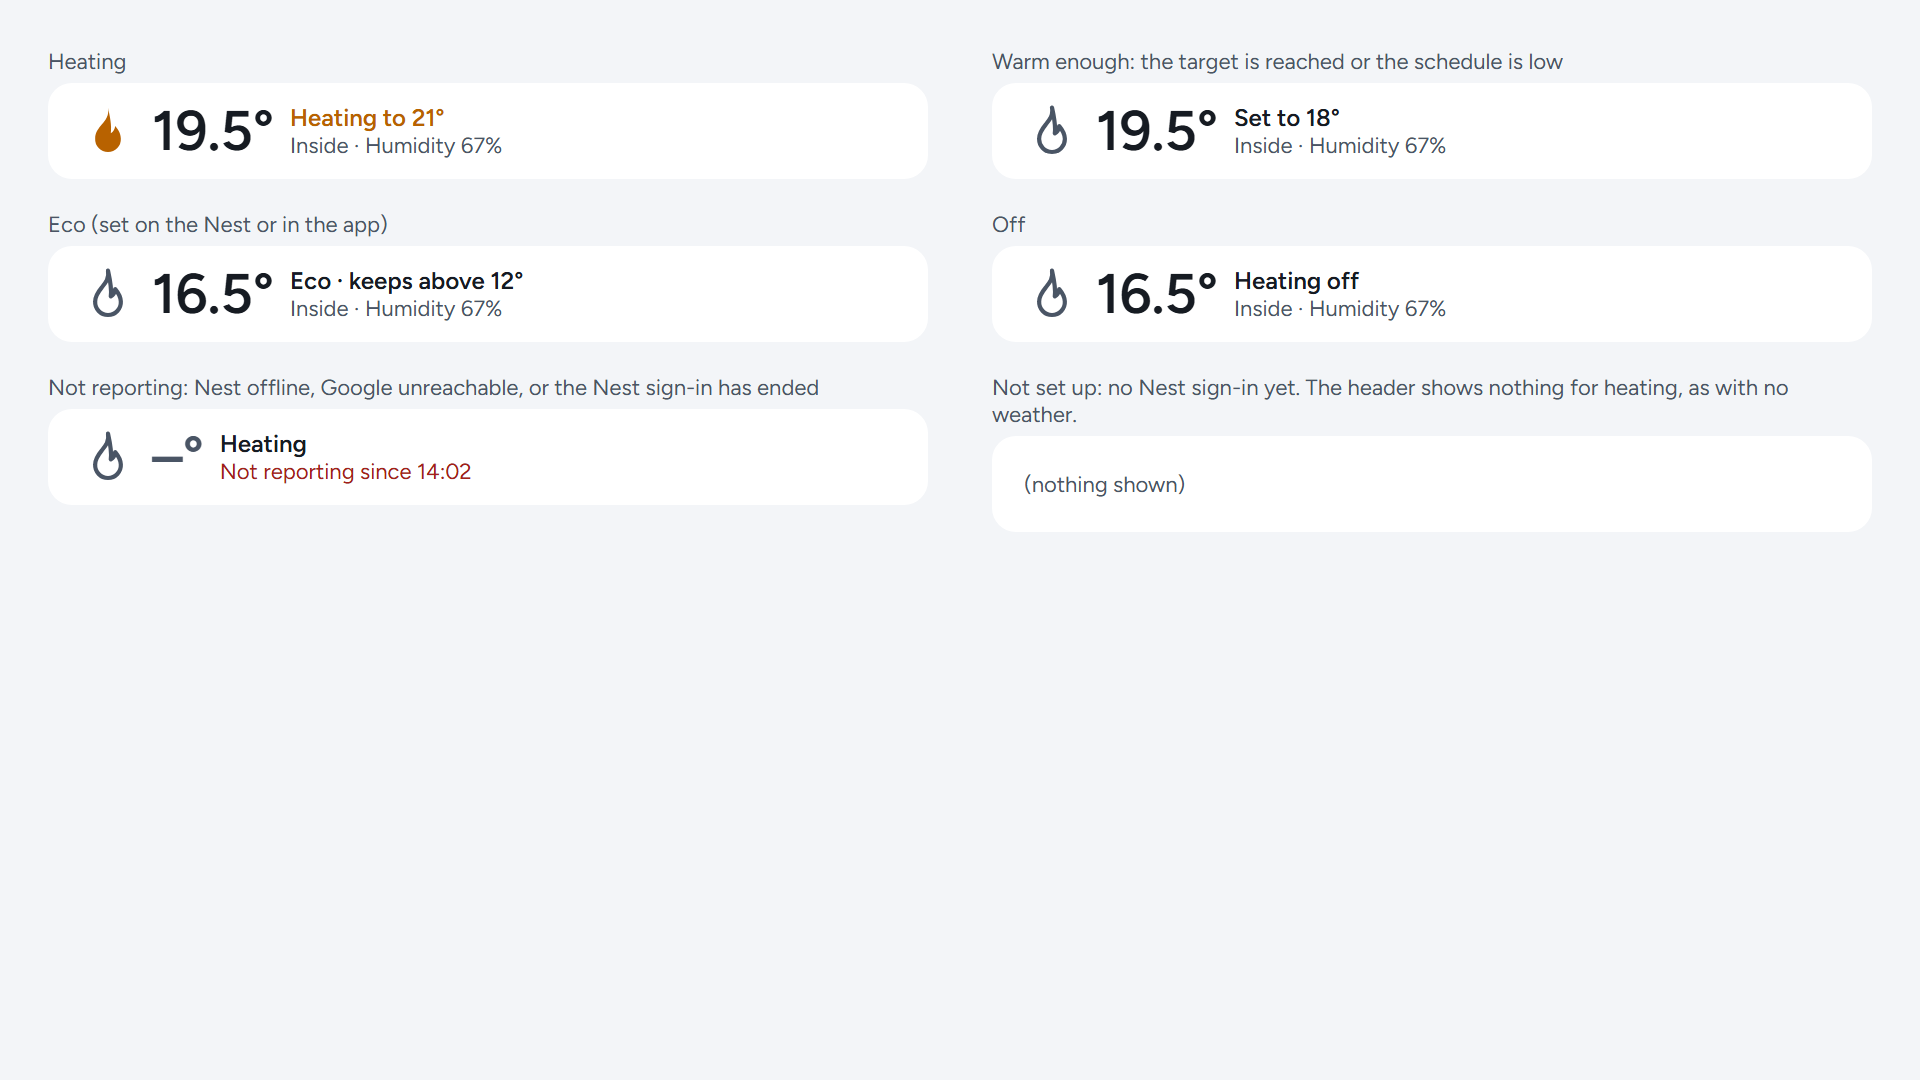 Heating
19.5°
Heating to 21°
Inside · Humidity 67%
Warm enough: the target is reached or the schedule is low
19.5°
Set to 18°
Inside · Humidity 67%
Eco (set on the Nest or in the app)
16.5°
Eco · keeps above 12°
Inside · Humidity 67%
Off
16.5°
Heating off
Inside · Humidity 67%
Not reporting: Nest offline, Google unreachable, or the Nest sign-in has ended
–°
Heating
Not reporting since 14:02
Not set up: no Nest sign-in yet. The header shows nothing for heating, as with no
weather.
(nothing shown)